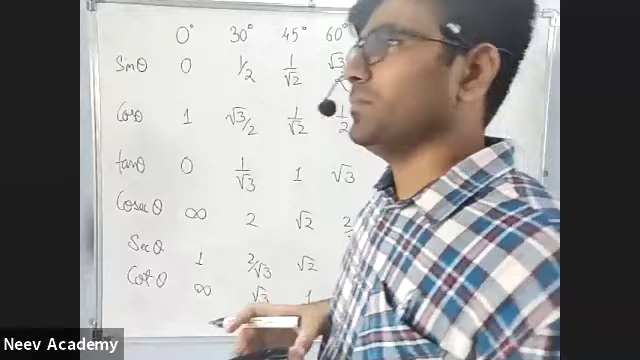 0° 30° 45° 60°
Sinθ 0 1/2 1/√2 √3
Cosθ 1 √3/2 1/√2 1/2
tanθ 0 1/√3 1 √3
Cosecθ ∞ 2 √2 2/
Secθ 1 2/√3 √2
Cotθ ∞ √3 1
Neev Academy